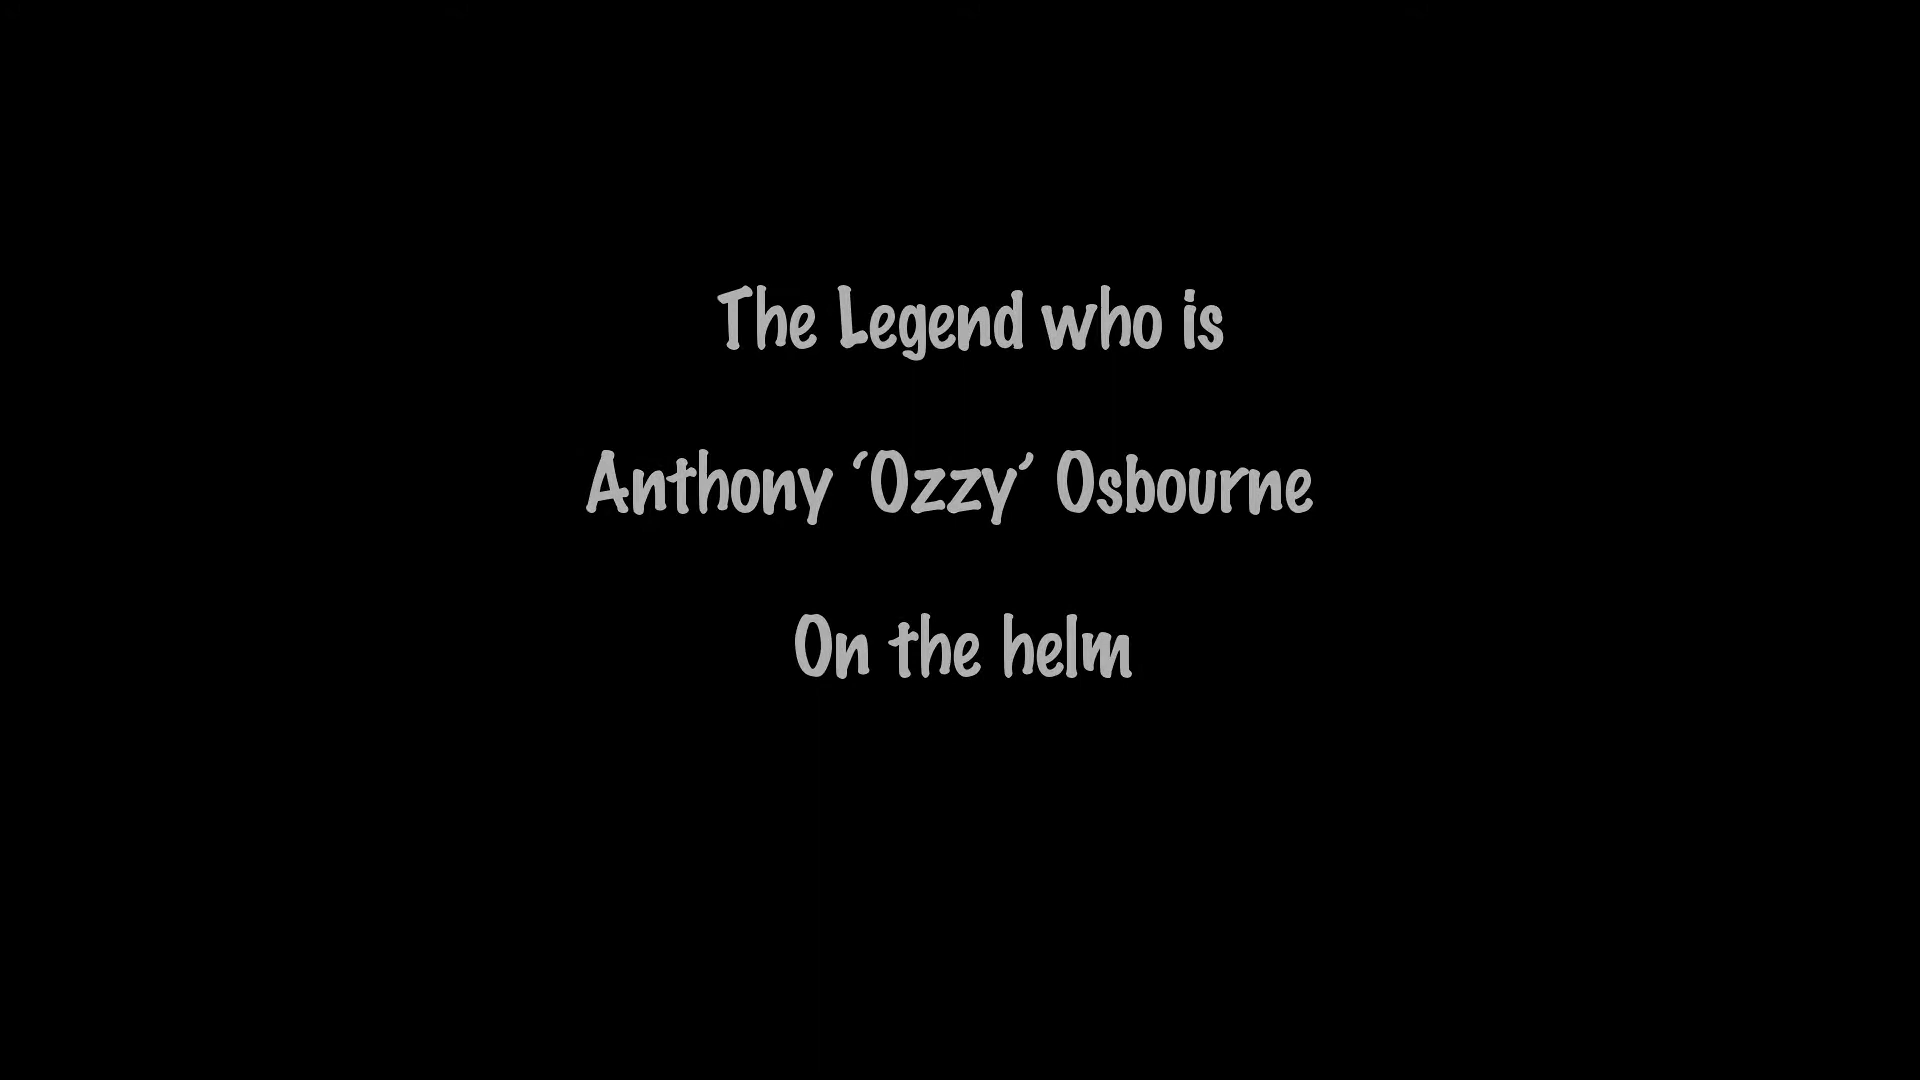 The Legend who is
Anthony ‘Ozzy’ Osbourne
On the helm